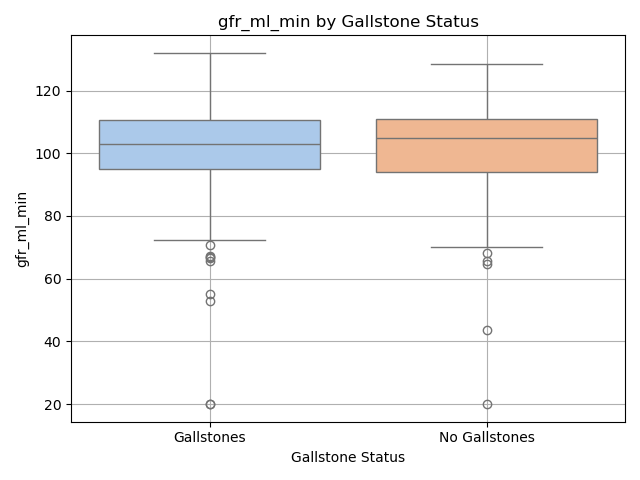 gfr_ml_min by Gallstone Status
gfr_ml_min
120
100
80
60
40
20
Gallstones
No Gallstones
Gallstone Status